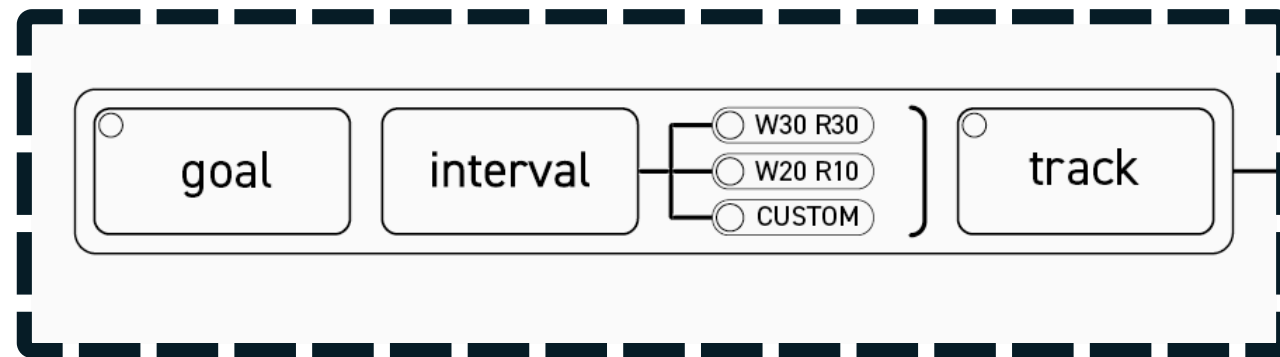 goal
interval
W30 R30
W20 R10
CUSTOM
track